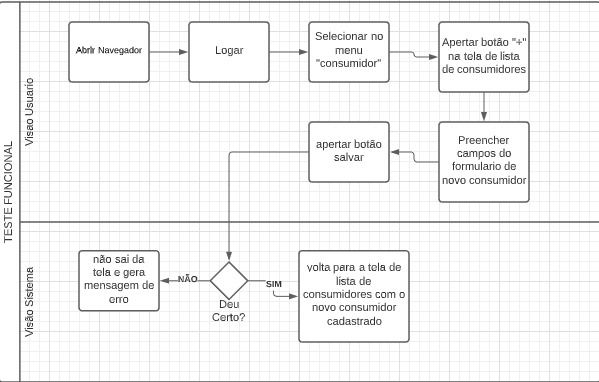 TESTE FUNCIONAL
Visao Usuario
Abrir Navegador
Logar
Selecionar no
menu
"consumidor"
Apertar botão "+"
na tela de lista
de consumidores
Preencher
campos do
formulario de
novo consumidor
apertar botão
salvar
Visão Sistema
não sai da
tela e gera
mensagem de
erro
NÃO
Deu
Certo?
SIM
volta para a tela de
lista de
consumidores com o
novo consumidor
cadastrado